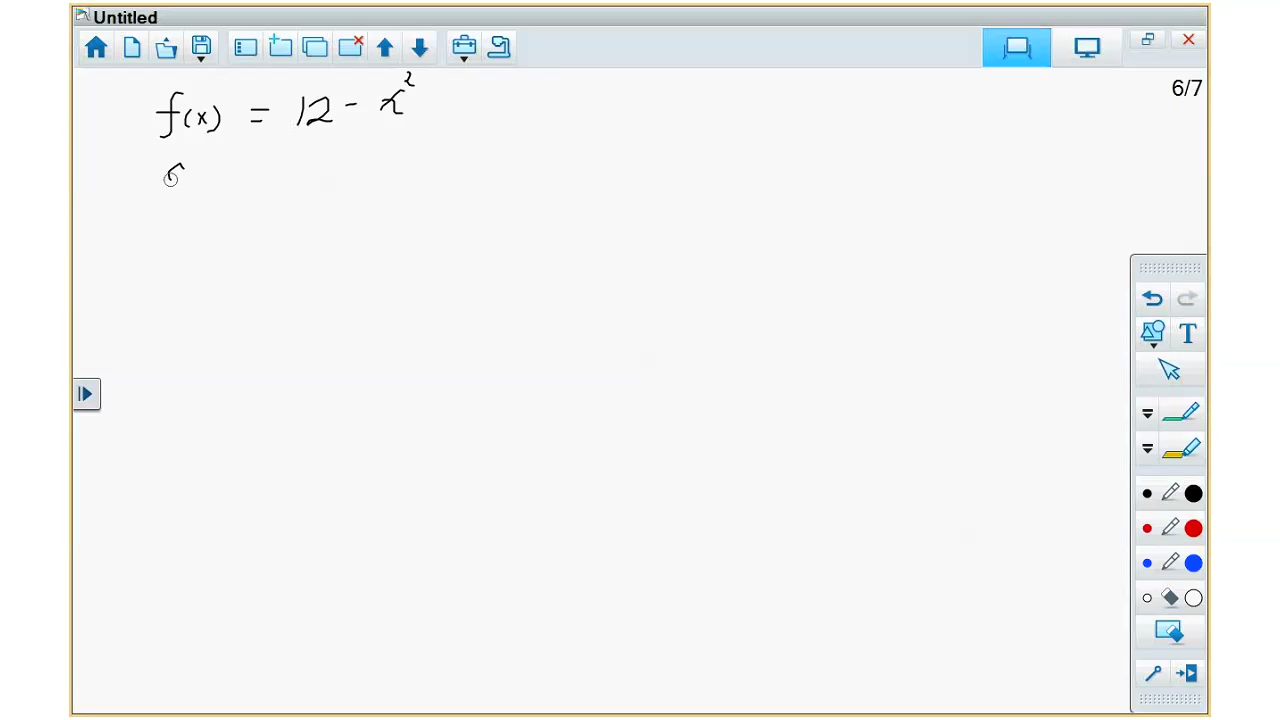 Untitled
6/7
f(x) = 12 - x²
T